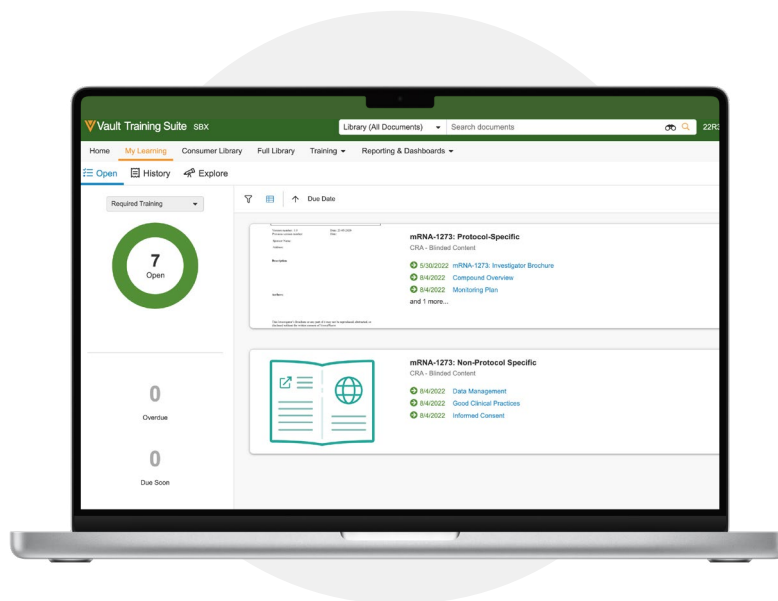 Vault Training Suite SBX
Library (All Documents)
Search documents
22R3
Home
My Learning
Consumer Library
Full Library
Training
Reporting & Dashboards
Open
History
Explore
Required Training
Due Date
7
Open
0
Overdue
0
Due Soon
mRNA-1273: Protocol-Specific
CRA - Blinded Content
5/30/2022 mRNA-1273: Investigator Brochure
8/4/2022 Compound Overview
8/4/2022 Monitoring Plan
and 1 more...
mRNA-1273: Non-Protocol Specific
CRA - Blinded Content
8/4/2022 Data Management
8/4/2022 Good Clinical Practices
8/4/2022 Informed Consent